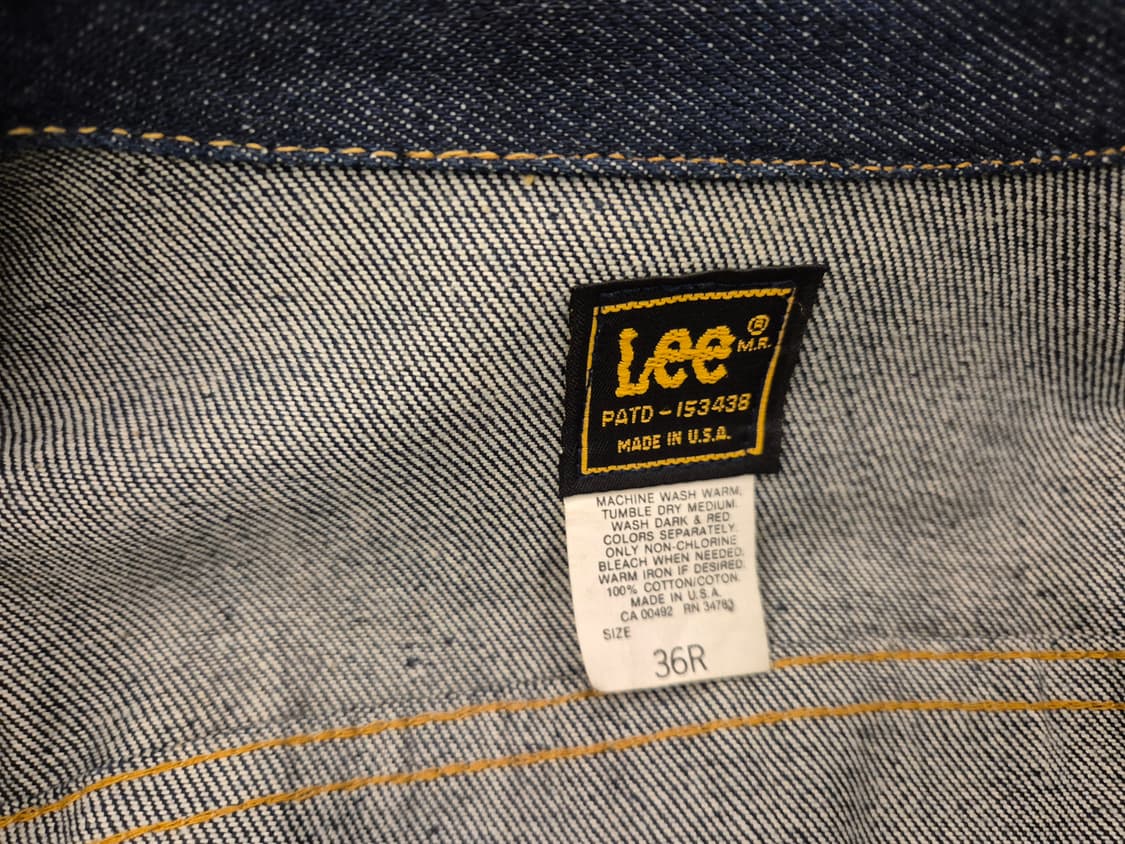 Lee ® M.R.
PATD-153438
MADE IN U.S.A.
MACHINE WASH WARM.
TUMBLE DRY MEDIUM.
WASH DARK & RED
COLORS SEPARATELY.
ONLY NON-CHLORINE
BLEACH WHEN NEEDED.
WARM IRON IF DESIRED.
100% COTTON/COTON.
MADE IN U.S.A.
CA 00492 RN 34783
SIZE
36R